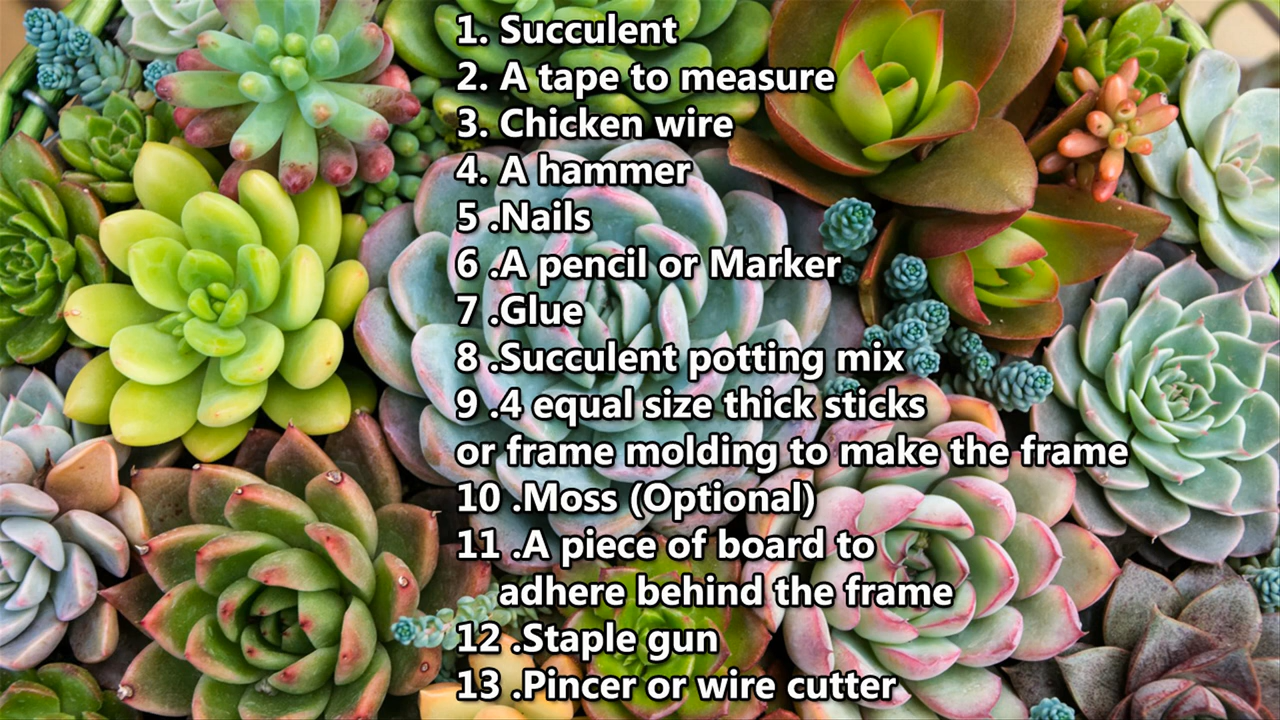 1. Succulent
2. A tape to measure
3. Chicken wire
4. A hammer
5 .Nails
6 .A pencil or Marker
7 .Glue
8 .Succulent potting mix
9 .4 equal size thick sticks
or frame molding to make the frame
10 .Moss (Optional)
11 .A piece of board to
adhere behind the frame
12 .Staple gun
13 .Pincer or wire cutter